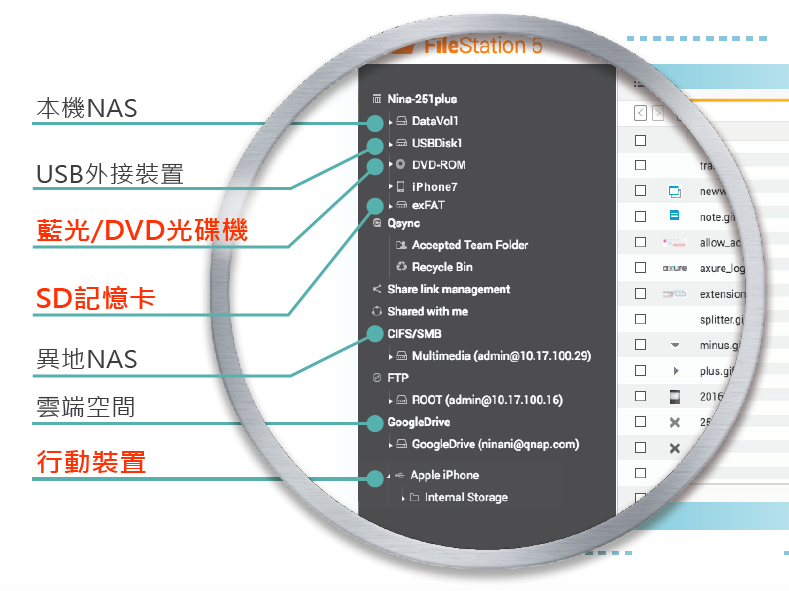 FileStation 5
本機NAS
USB外接裝置
藍光/DVD光碟機
SD記憶卡
異地NAS
雲端空間
行動裝置
Nina-251plus
DataVol1
USBDisk1
DVD-ROM
iPhone7
exFAT
Qsync
Accepted Team Folder
Recycle Bin
Share link management
Shared with me
CIFS/SMB
Multimedia (admin@10.17.100.29)
FTP
ROOT (admin@10.17.100.16)
GoogleDrive
GoogleDrive (ninani@qnap.com)
Apple iPhone
Internal Storage
note.gi
allow_ac
axure_log
extension
splitter.gi
minus.gi
plus.gif
2016